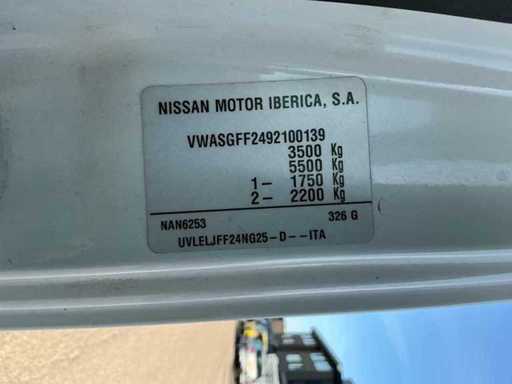 NISSAN MOTOR IBERICA, S.A.
VWASGFF2492100139
3500 Kg
5500 Kg
1- 1750 Kg
2- 2200 Kg
NAN6253 326 G
UVLELJFF24NG25-D--ITA